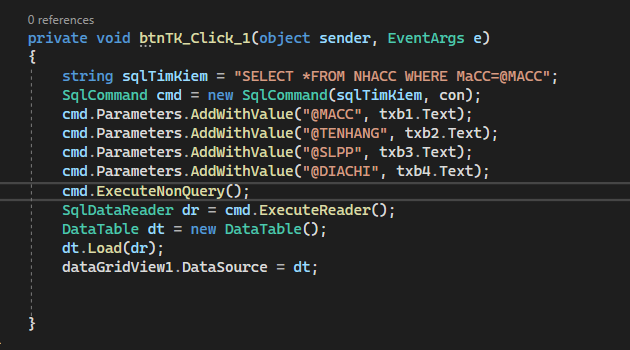 0 references
private void btnTK_Click_1(object sender, EventArgs e)
{
string sqlTimKiem = "SELECT *FROM NHACC WHERE MaCC=@MACC";
SqlCommand cmd = new SqlCommand(sqlTimKiem, con);
cmd.Parameters.AddWithValue("@MACC", txb1.Text);
cmd.Parameters.AddWithValue("@TENHANG", txb2.Text);
cmd.Parameters.AddWithValue("@SLPP", txb3.Text);
cmd.Parameters.AddWithValue("@DIACHI", txb4.Text);
cmd.ExecuteNonQuery();
SqlDataReader dr = cmd.ExecuteReader();
DataTable dt = new DataTable();
dt.Load(dr);
dataGridView1.DataSource = dt;
}